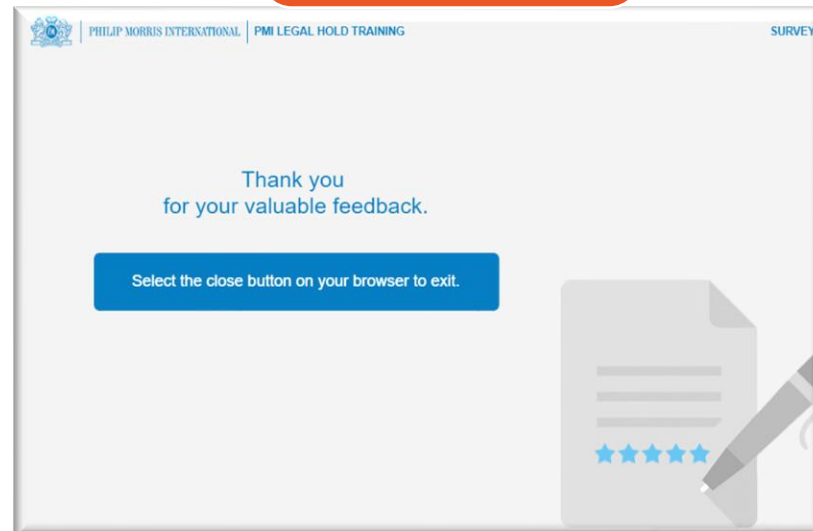 PHILIP MORRIS INTERNATIONAL PMI LEGAL HOLD TRAINING SURVEY
Thank you
for your valuable feedback.
Select the close button on your browser to exit.